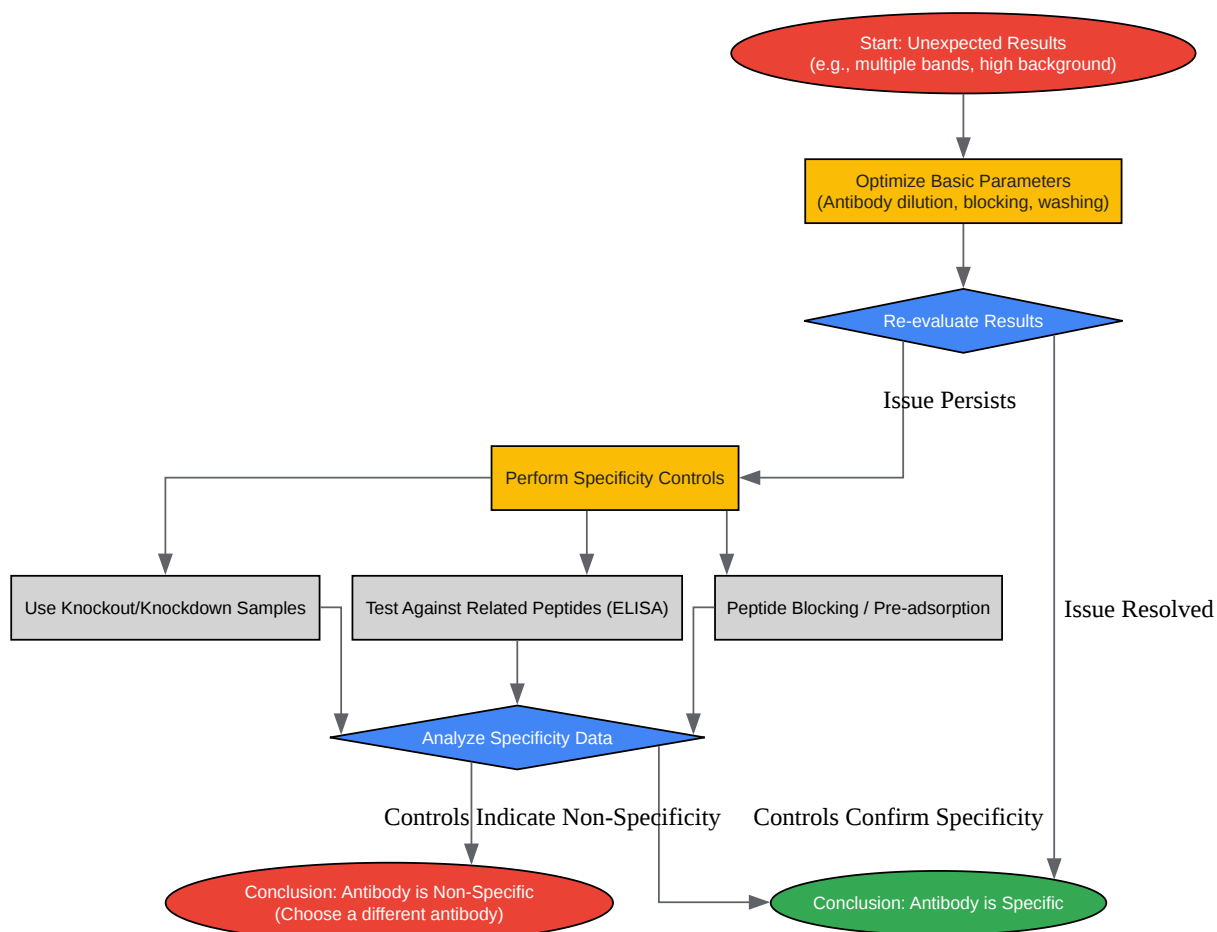 Start: Unexpected Results
(e.g., multiple bands, high background)
Optimize Basic Parameters
(Antibody dilution, blocking, washing)
Re-evaluate Results
Issue Persists
Perform Specificity Controls
Use Knockout/Knockdown Samples
Test Against Related Peptides (ELISA)
Peptide Blocking / Pre-adsorption
Issue Resolved
Analyze Specificity Data
Controls Indicate Non-Specificity
Controls Confirm Specificity
Conclusion: Antibody is Non-Specific
(Choose a different antibody)
Conclusion: Antibody is Specific